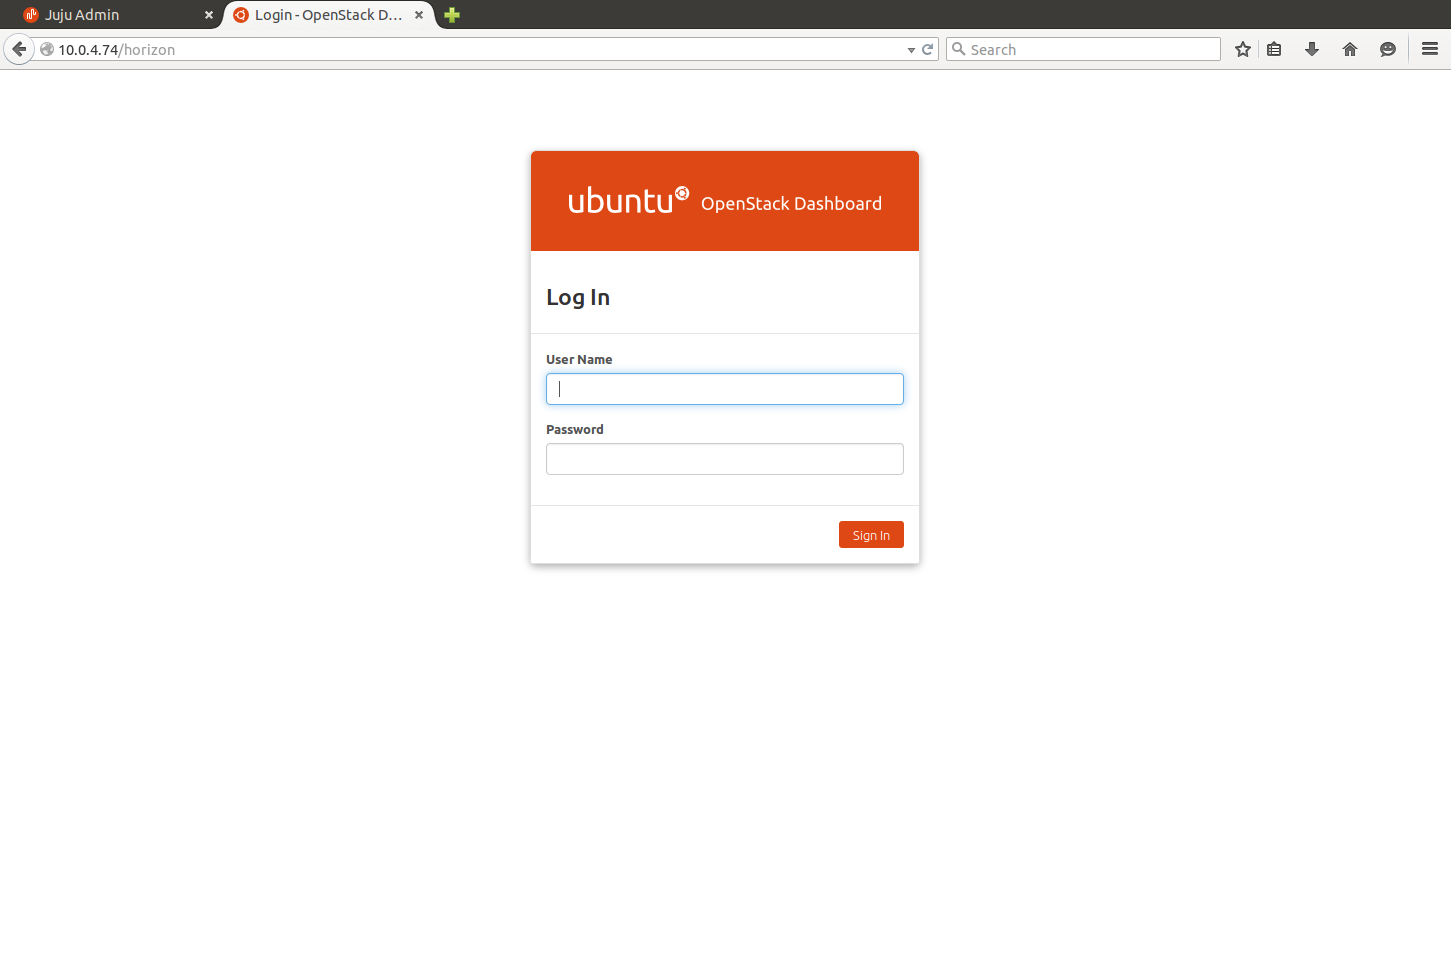 Juju Admin
Login - OpenStack D...
10.0.4.74/horizon
Search
ubuntu OpenStack Dashboard
Log In
User Name
Password
Sign In